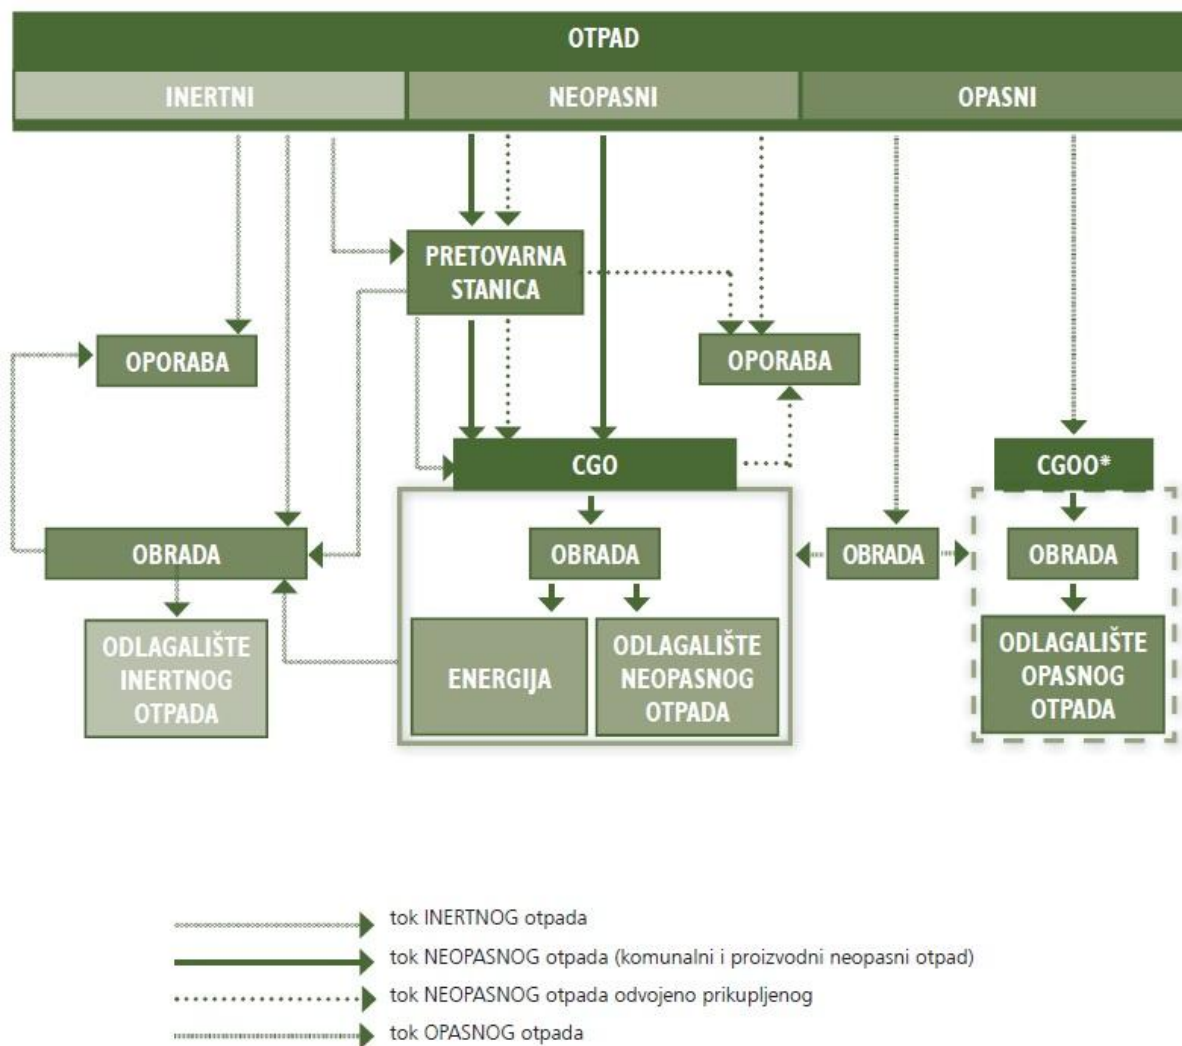 OTPAD
INERTNI
NEOPASNI
OPASNI
PRETOVARNA
STANICA
OPORABA
OPORABA
CGO
CGOO*
OBRADA
OBRADA
OBRADA
OBRADA
ODLAGALIŠTE
INERTNOG
OTPADA
ENERGIJA
ODLAGALIŠTE
NEOPASNOG
OTPADA
ODLAGALIŠTE
OPASNOG
OTPADA
tok INERTNOG otpada
tok NEOPASNOG otpada (komunalni i proizvodni neopasni otpad)
tok NEOPASNOG otpada odvojeno prikupljenog
tok OPASNOG otpada